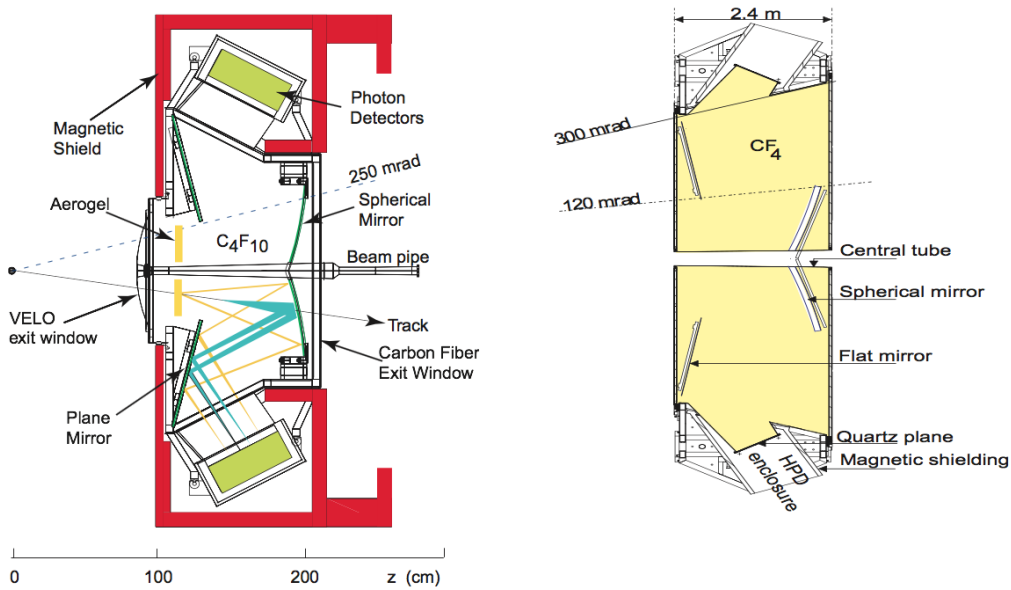 Magnetic
Shield
Aerogel
VELO
exit window
Plane
Mirror
C4F10
250 mrad
Photon
Detectors
Spherical
Mirror
Beam pipe
Track
Carbon Fiber
Exit Window
0
100
200
z (cm)
2.4 m
300 mrad
CF4
120 mrad
Central tube
Spherical mirror
Flat mirror
Quartz plane
Magnetic shielding
HPD
enclosure